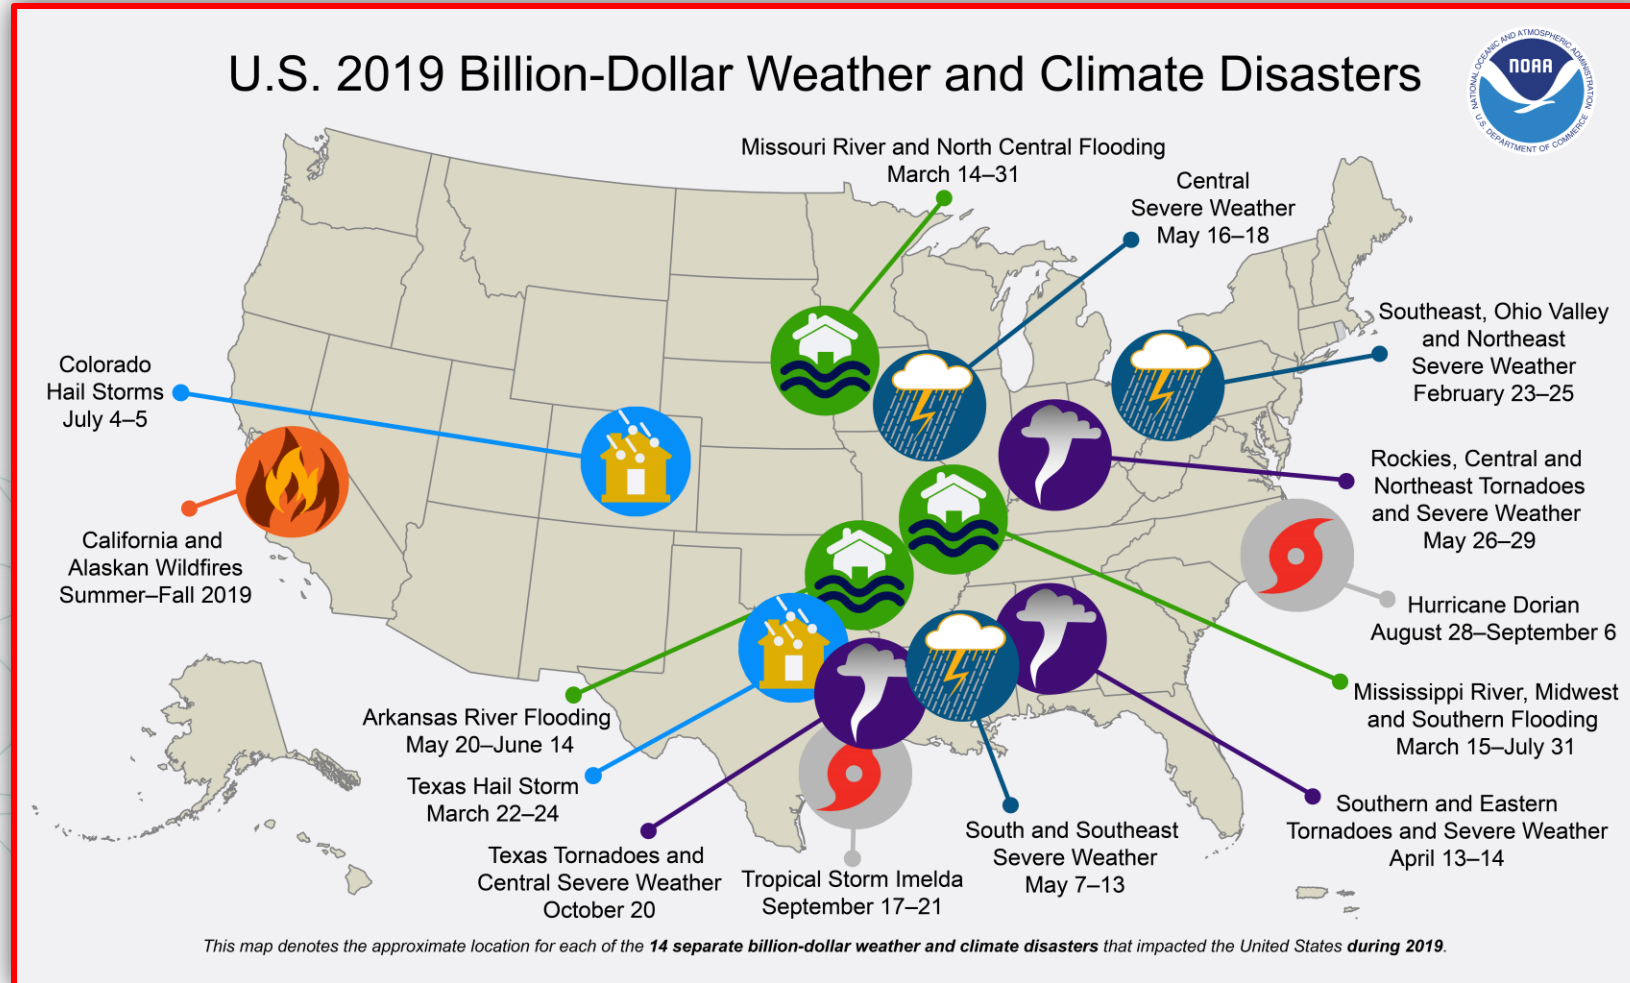 U.S. 2019 Billion-Dollar Weather and Climate Disasters
NATIONAL OCEANIC AND ATMOSPHERIC ADMINISTRATION
NOAA
U.S. DEPARTMENT OF COMMERCE
Missouri River and North Central Flooding
March 14–31
Central
Severe Weather
May 16–18
Southeast, Ohio Valley
and Northeast
Severe Weather
February 23–25
Colorado
Hail Storms
July 4–5
Rockies, Central and
Northeast Tornadoes
and Severe Weather
May 26–29
California and
Alaskan Wildfires
Summer–Fall 2019
Hurricane Dorian
August 28–September 6
Mississippi River, Midwest
and Southern Flooding
March 15–July 31
Arkansas River Flooding
May 20–June 14
Texas Hail Storm
March 22–24
Southern and Eastern
Tornadoes and Severe Weather
April 13–14
Texas Tornadoes and
Central Severe Weather
October 20
Tropical Storm Imelda
September 17–21
South and Southeast
Severe Weather
May 7–13
This map denotes the approximate location for each of the 14 separate billion-dollar weather and climate disasters that impacted the United States during 2019.